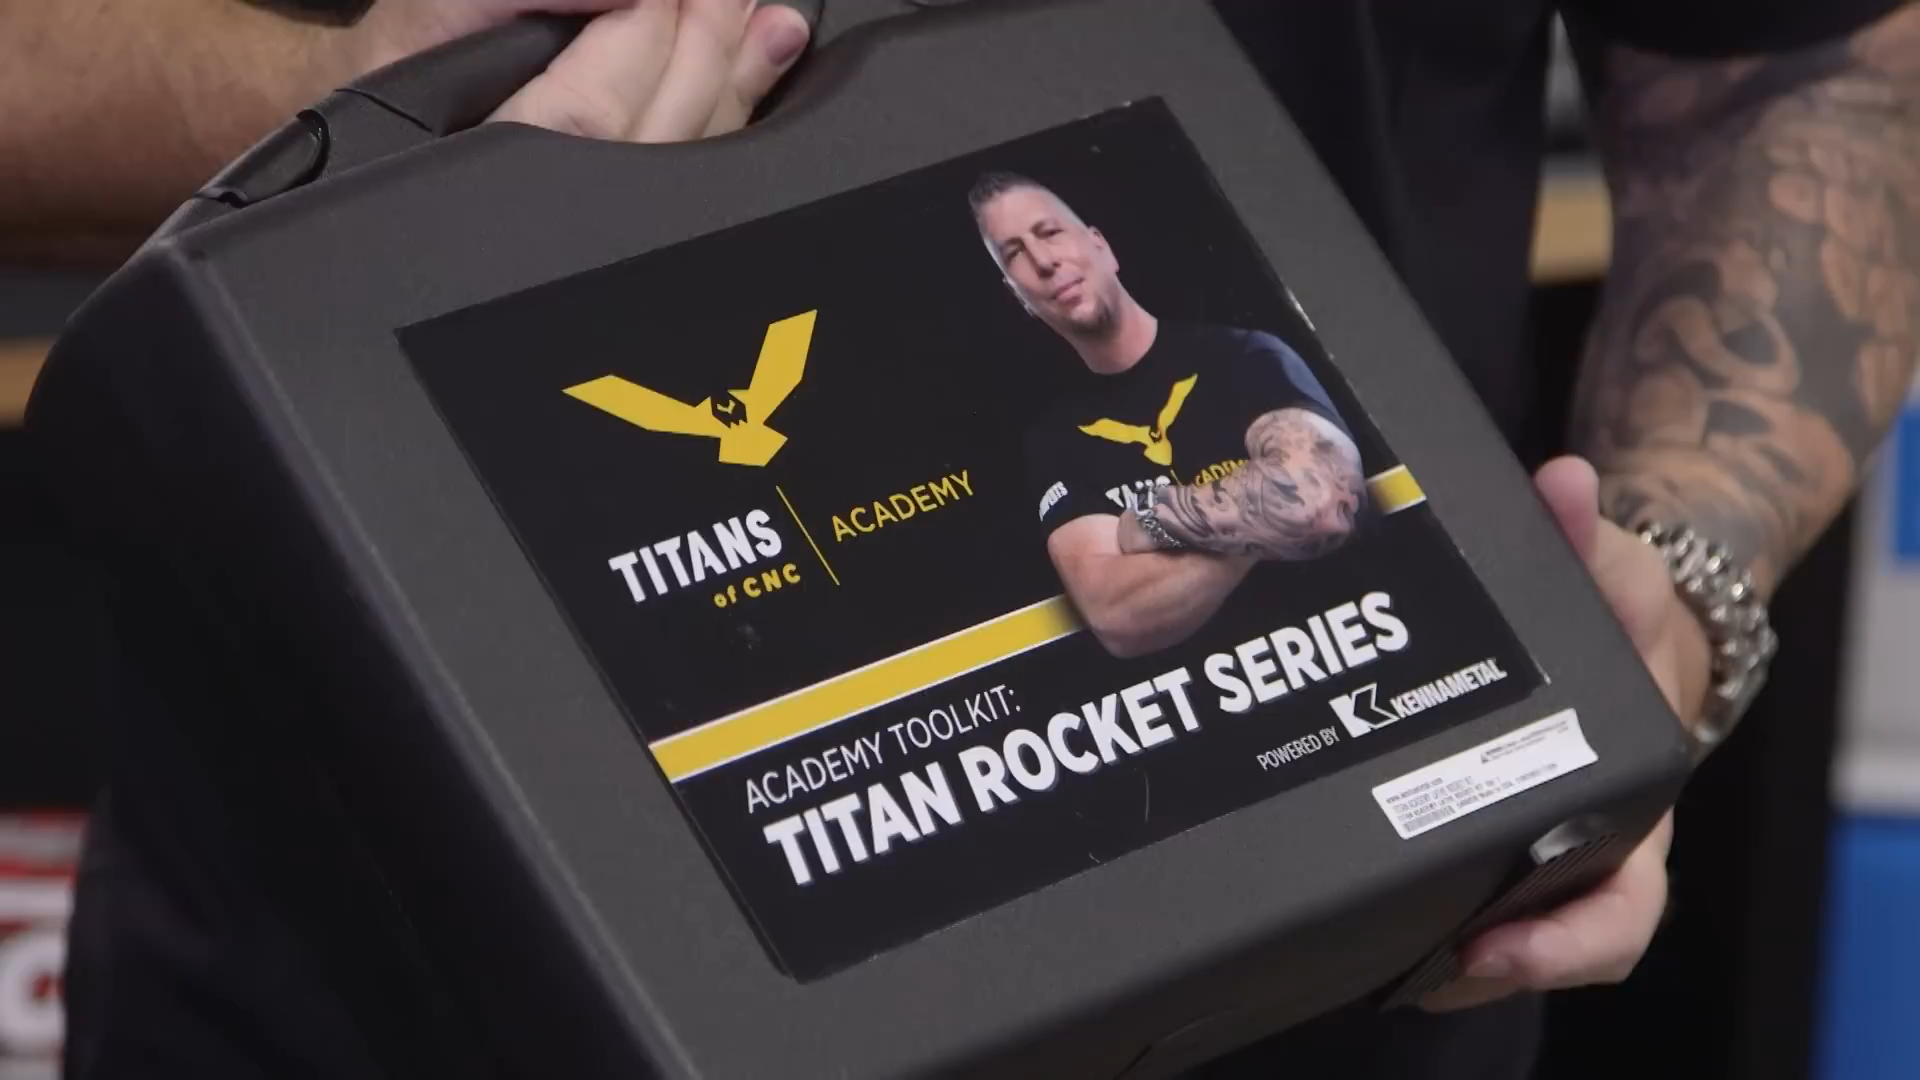 TITANS
of CNC
ACADEMY
ACADEMY TOOLKIT:
TITAN ROCKET SERIES
POWERED BY KENNAMETAL